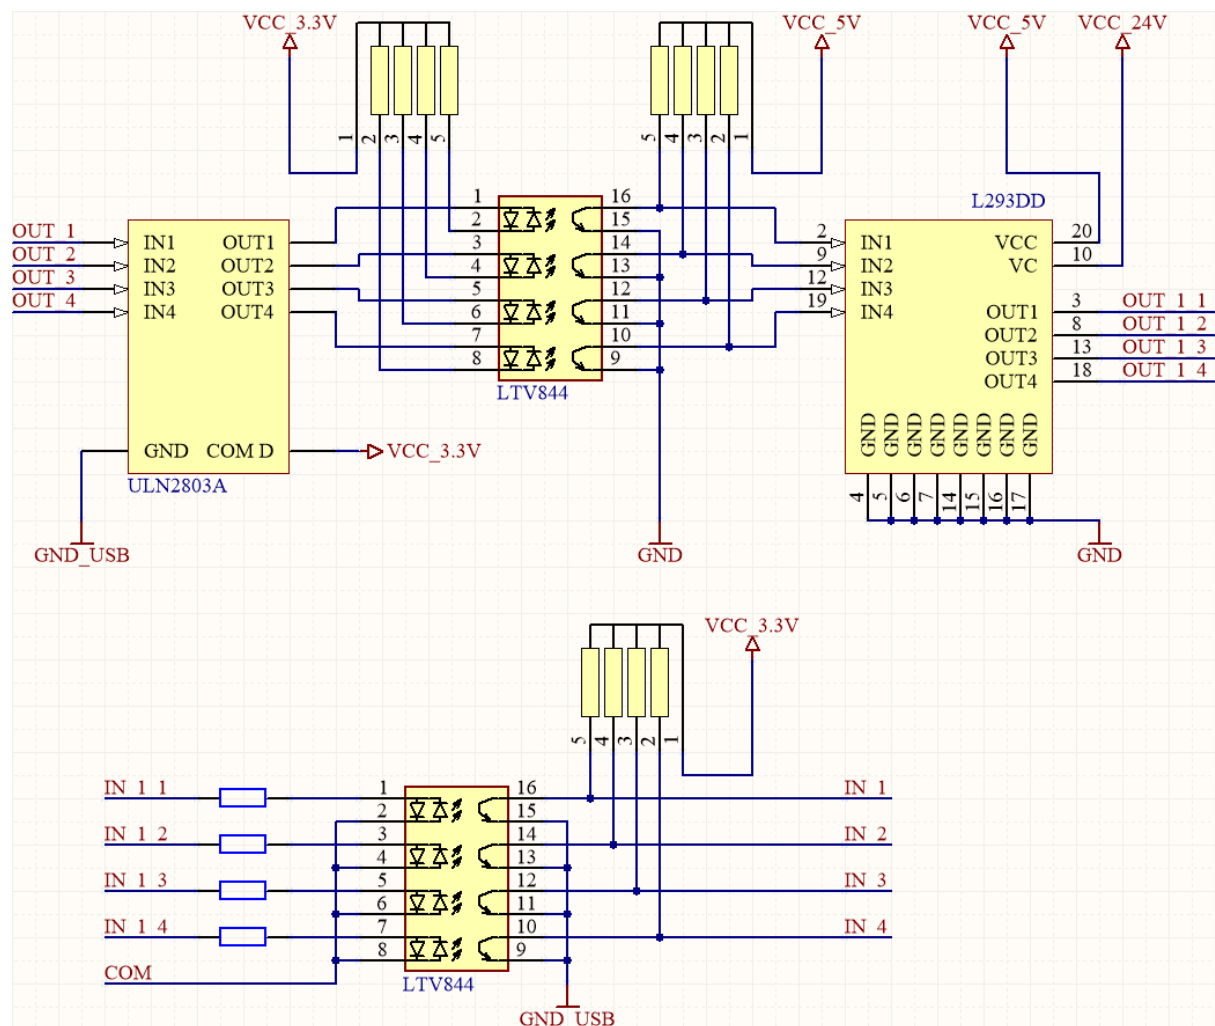 VCC_3.3V VCC_5V VCC_5V VCC_24V
1 2 3 4 5
5 4 3 2 1
L293DD
OUT_1
OUT_2
OUT_3
OUT_4
IN1 OUT1
IN2 OUT2
IN3 OUT3
IN4 OUT4
GND COM D
ULN2803A
GND_USB
VCC_3.3V
1 16
2 15
3 14
4 13
5 12
6 11
7 10
8 9
LTV844
GND
2 IN1 VCC 20
9 IN2 VC 10
12 IN3
19 IN4
OUT1 3 OUT_1_1
OUT2 8 OUT_1_2
OUT3 13 OUT_1_3
OUT4 18 OUT_1_4
GND GND GND GND GND GND GND GND
4 5 6 7 14 15 16 17
GND
VCC_3.3V
5 4 3 2 1
IN_1_1 1 16 IN_1
2 15
IN_1_2 3 14 IN_2
4 13
IN_1_3 5 12 IN_3
6 11
IN_1_4 7 10 IN_4
8 9
COM
LTV844
GND_USB